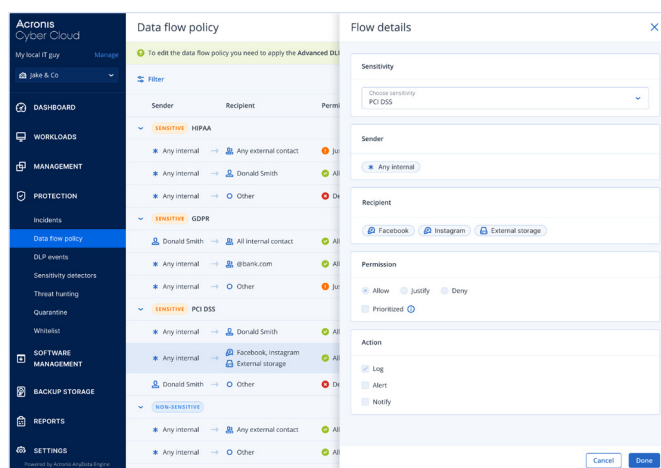 Acronis
Cyber Cloud
My local IT guy
Manage
Jake & Co
DASHBOARD
WORKLOADS
MANAGEMENT
PROTECTION
Incidents
Data flow policy
DLP events
Sensitivity detectors
Threat hunting
Quarantine
Whitelist
SOFTWARE
MANAGEMENT
BACKUP STORAGE
REPORTS
SETTINGS
Powered by Acronis AnyData Engine
Data flow policy
To edit the data flow policy you need to apply the Advanced DL
Filter
Sender Recipient Permi
SENSITIVE HIPAA
Any internal → Any external contact Ju
Any internal → Donald Smith All
Any internal → Other De
SENSITIVE GDPR
Donald Smith → All internal contact All
Any internal → @bank.com All
Any internal → Other Ju
SENSITIVE PCI DSS
Any internal → Donald Smith All
Any internal → Facebook, Instagram All
External storage
Donald Smith → Other De
NON-SENSITIVE
Any internal → Any external contact All
Any internal → Other All
Flow details
Sensitivity
Choose sensitivity
PCI DSS
Sender
Any internal
Recipient
Facebook Instagram External storage
Permission
Allow Justify Deny
Prioritized
Action
Log
Alert
Notify
Cancel Done